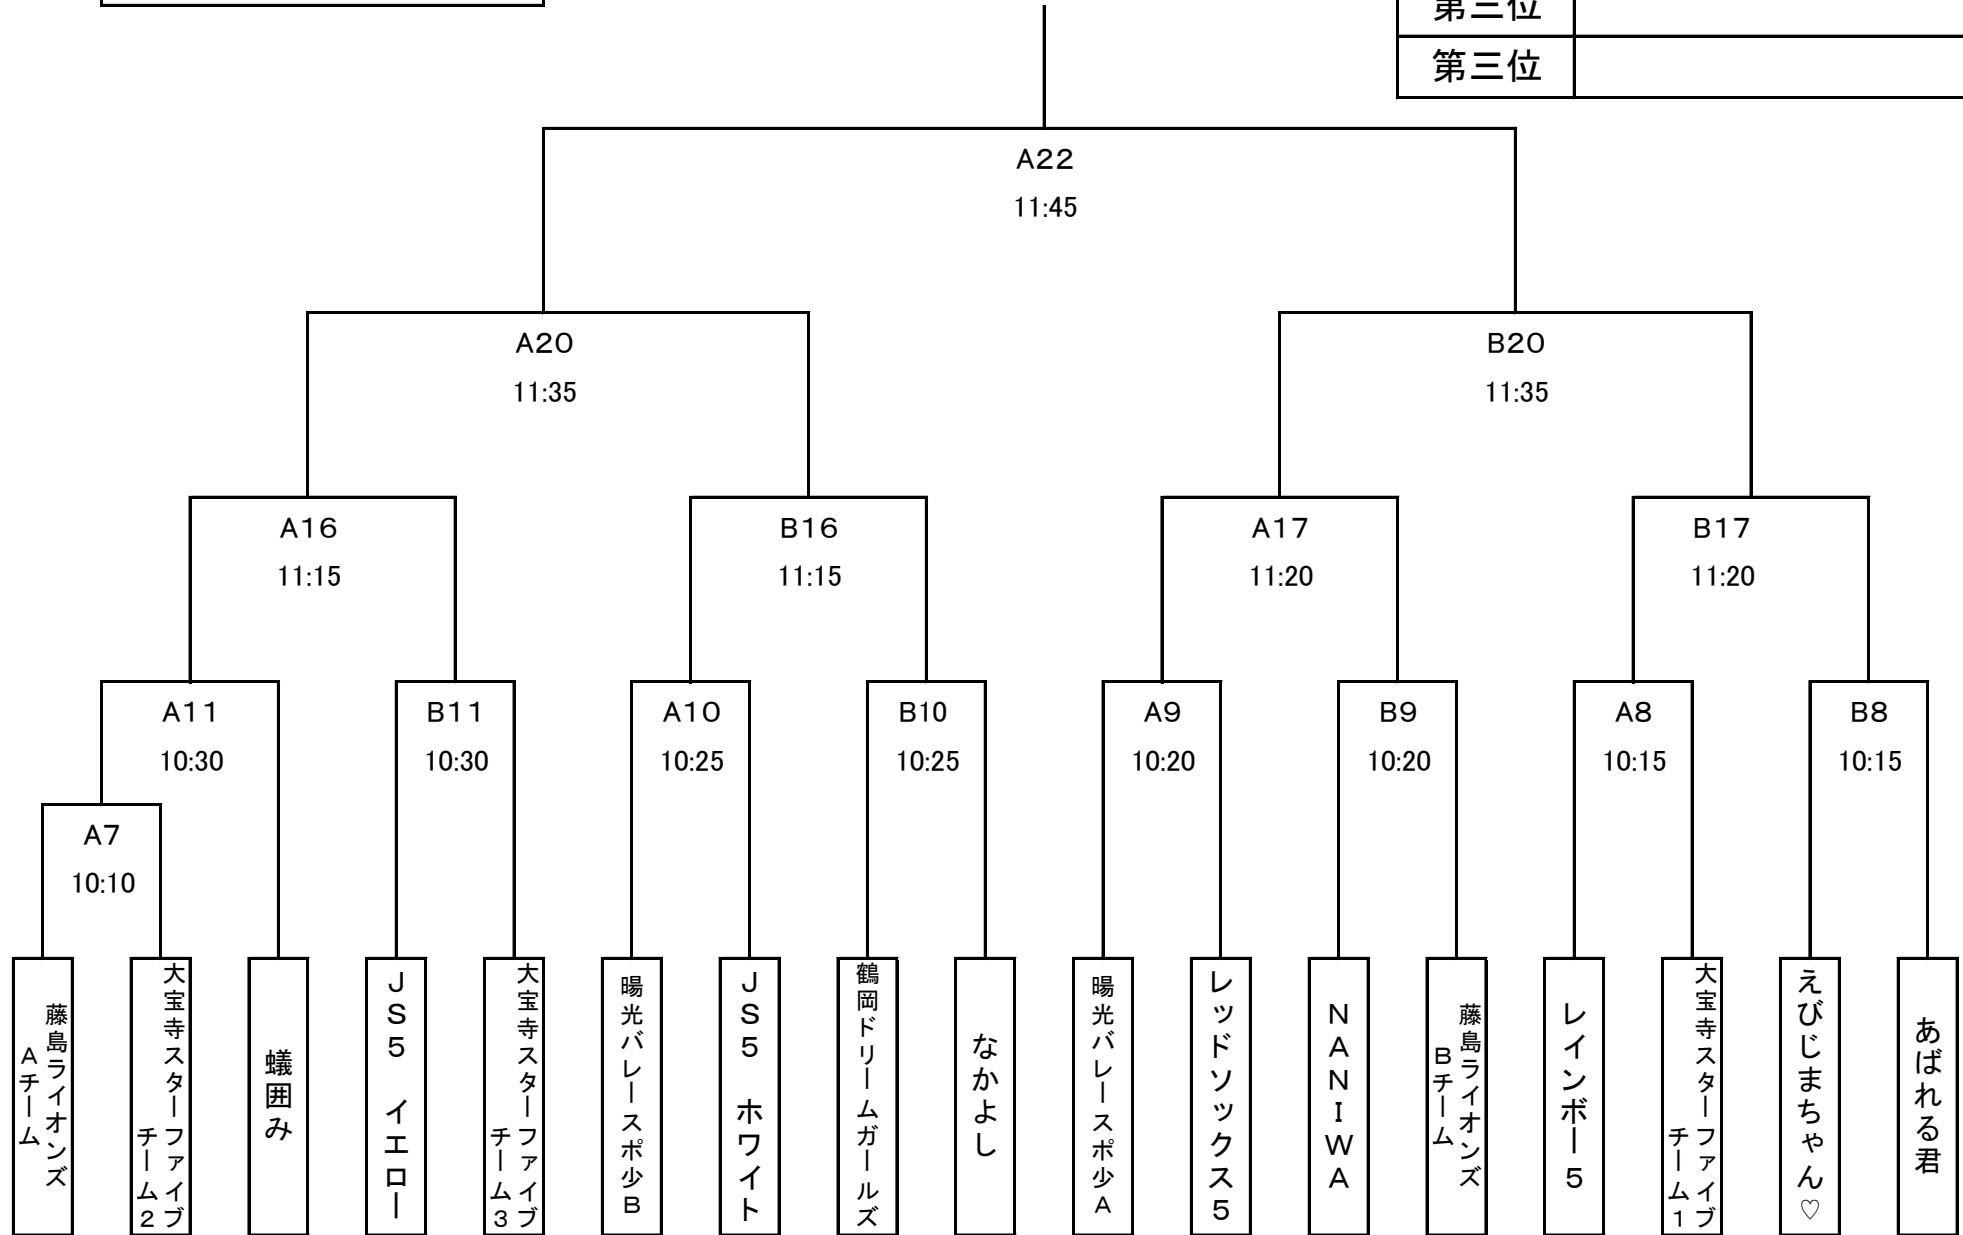 第三位
第三位
A22
11:45
A20
11:35
B20
11:35
A16
11:15
B16
11:15
A17
11:20
B17
11:20
A11
10:30
B11
10:30
A10
10:25
B10
10:25
A9
10:20
B9
10:20
A8
10:15
B8
10:15
A7
10:10
藤島ライオンズ
Aチーム
大宝寺スターファイブ
チーム2
蟻囲み
JS5 イエロー
大宝寺スターファイブ
チーム3
暘光バレースポ少B
JS5 ホワイト
鶴岡ドリームガールズ
なかよし
暘光バレースポ少A
レッドソックス5
NANIWA
藤島ライオンズ
Bチーム
レインボー5
大宝寺スターファイブ
チーム1
えびじまちゃん♡
あばれる君